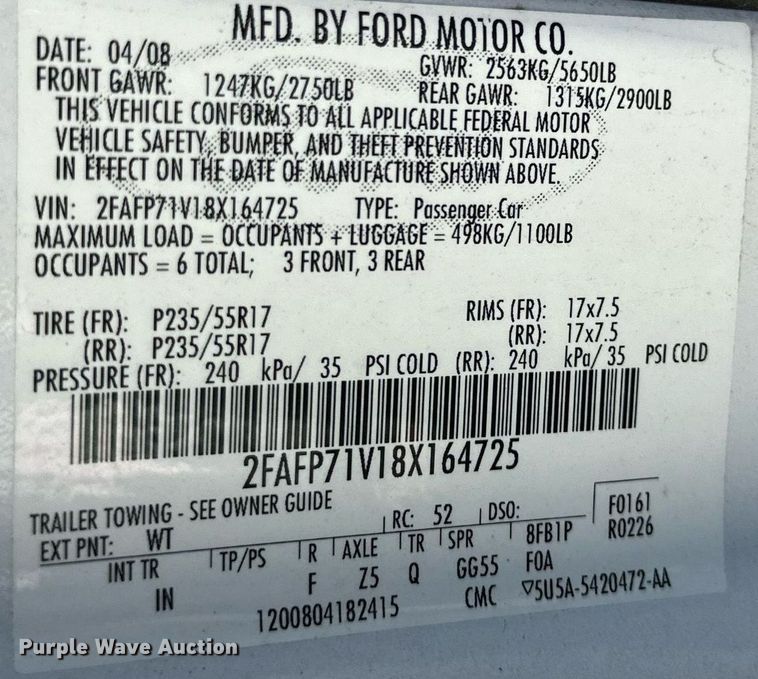 MFD. BY FORD MOTOR CO.
DATE: 04/08 GVWR: 2563KG/5650LB
FRONT GAWR: 1247KG/2750LB REAR GAWR: 1315KG/2900LB
THIS VEHICLE CONFORMS TO ALL APPLICABLE FEDERAL MOTOR
VEHICLE SAFETY, BUMPER, AND THEFT PREVENTION STANDARDS
IN EFFECT ON THE DATE OF MANUFACTURE SHOWN ABOVE.
VIN: 2FAFP71V18X164725 TYPE: Passenger Car
MAXIMUM LOAD = OCCUPANTS + LUGGAGE = 498KG/1100LB
OCCUPANTS = 6 TOTAL; 3 FRONT, 3 REAR
TIRE (FR): P235/55R17 RIMS (FR): 17x7.5
(RR): P235/55R17 (RR): 17x7.5
PRESSURE (FR): 240 kPa/ 35 PSI COLD (RR): 240 kPa/ 35 PSI COLD
2FAFP71V18X164725
TRAILER TOWING - SEE OWNER GUIDE
EXT PNT: WT RC: 52 DSO: F0161
INT TR TP/PS R AXLE TR SPR 8FB1P R0226
IN F Z5 Q GG55 F0A
1200804182415 CMC ▽5U5A-5420472-AA
Purple Wave Auction